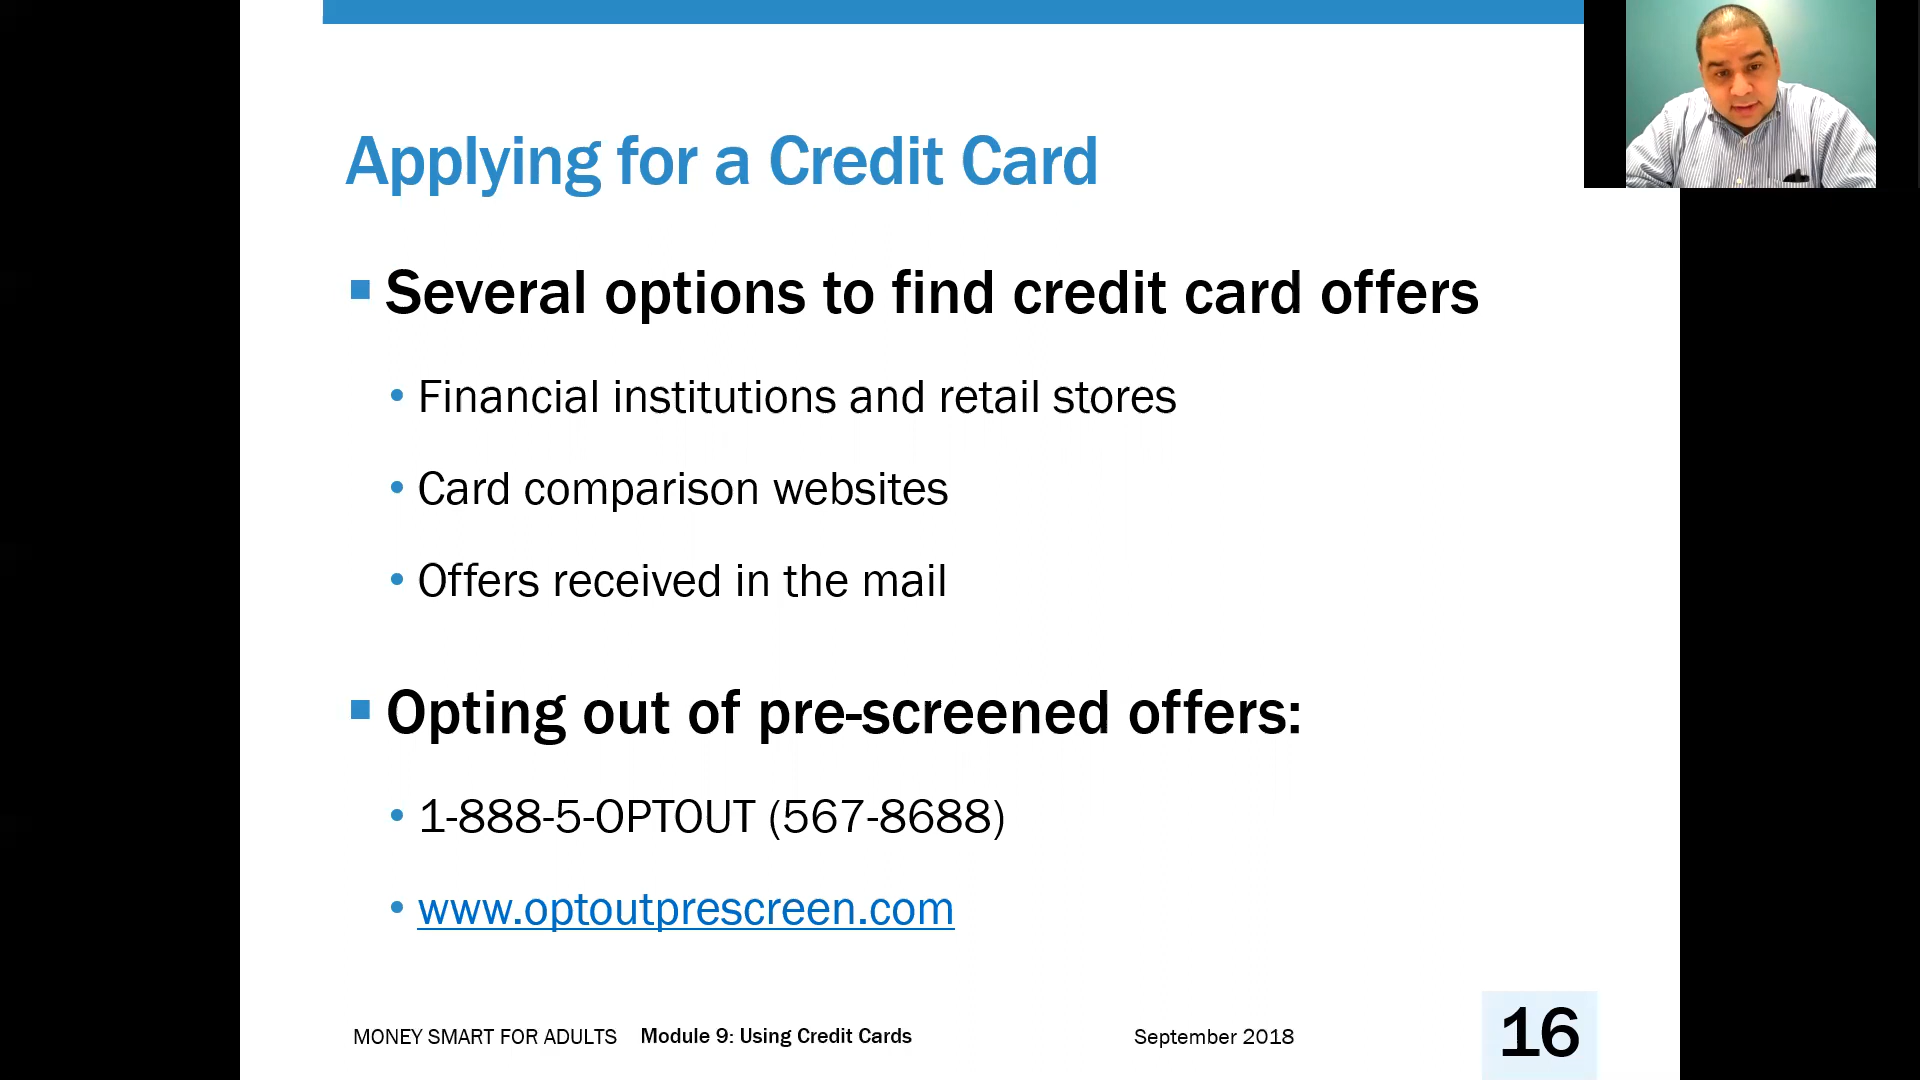 Applying for a Credit Card
Several options to find credit card offers
Financial institutions and retail stores
Card comparison websites
Offers received in the mail
Opting out of pre-screened offers:
1-888-5-OPTOUT (567-8688)
www.optoutprescreen.com
MONEY SMART FOR ADULTS Module 9: Using Credit Cards September 2018 16